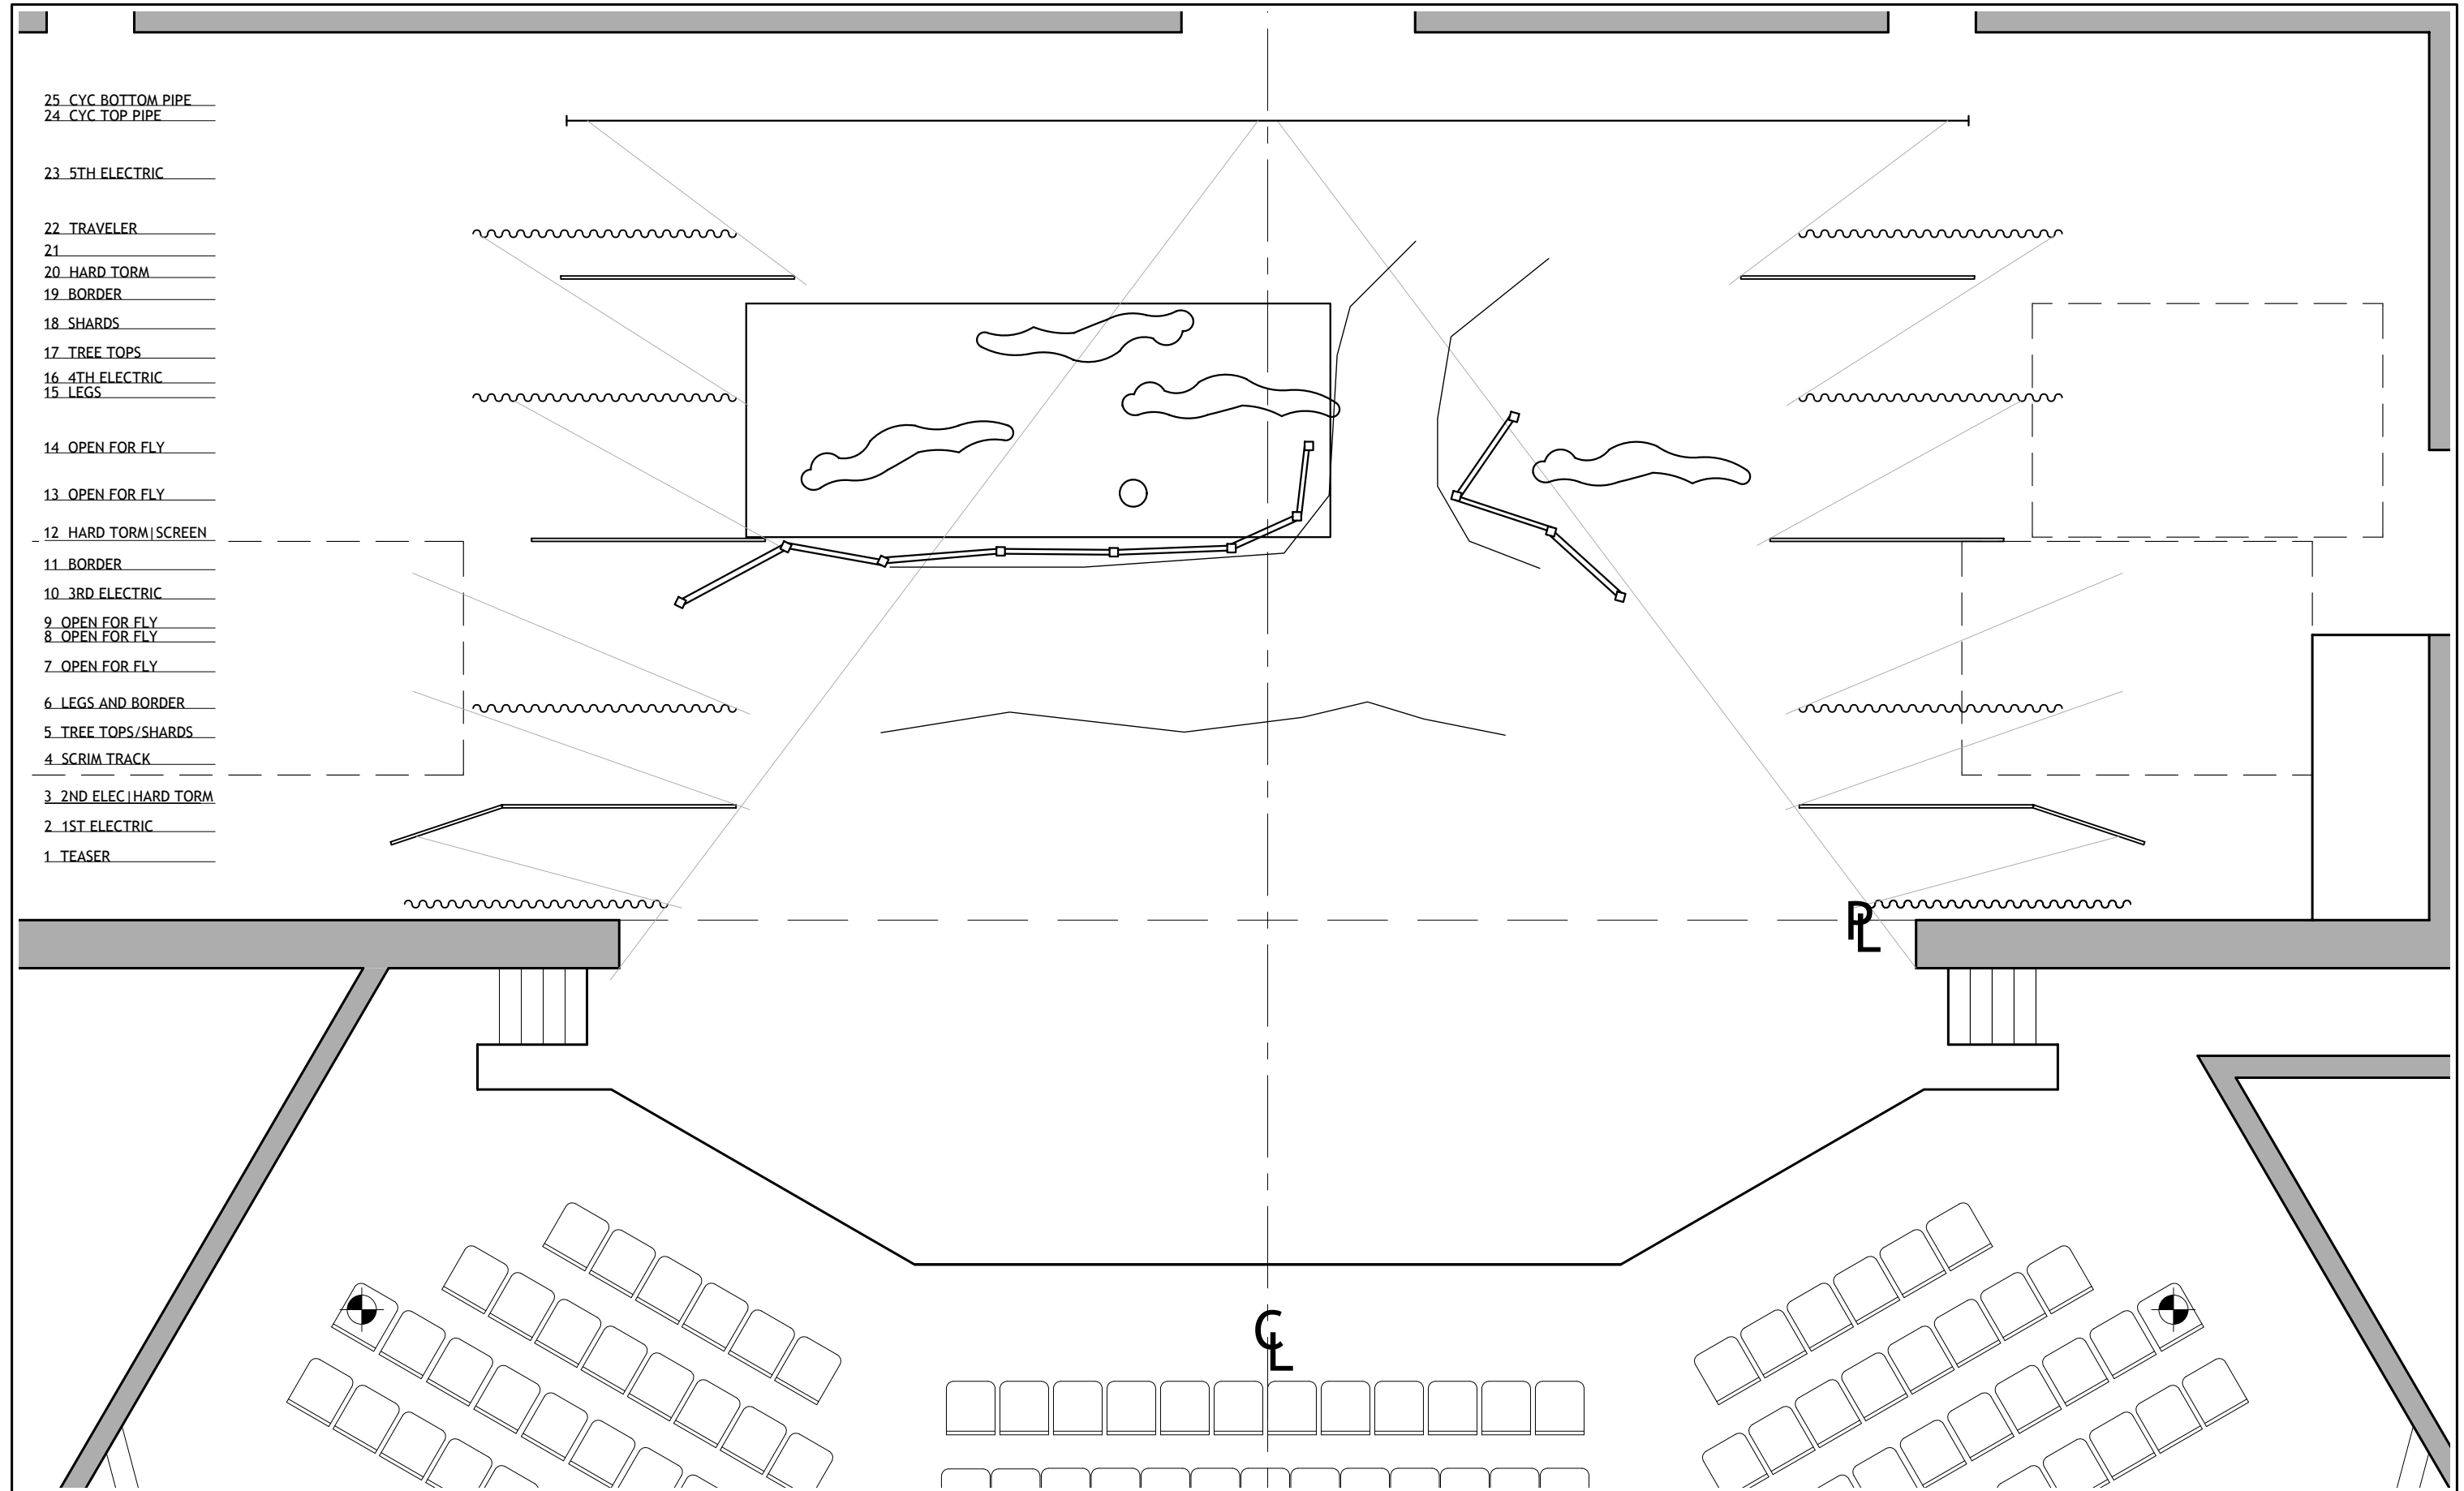 25 CYC BOTTOM PIPE
24 CYC TOP PIPE
23 5TH ELECTRIC
22 TRAVELER
21
20 HARD TORM
19 BORDER
18 SHARDS
17 TREE TOPS
16 4TH ELECTRIC
15 LEGS
14 OPEN FOR FLY
13 OPEN FOR FLY
12 HARD TORM|SCREEN
11 BORDER
10 3RD ELECTRIC
9 OPEN FOR FLY
8 OPEN FOR FLY
7 OPEN FOR FLY
6 LEGS AND BORDER
5 TREE TOPS/SHARDS
4 SCRIM TRACK
3 2ND ELEC|HARD TORM
2 1ST ELECTRIC
1 TEASER
PL
CL